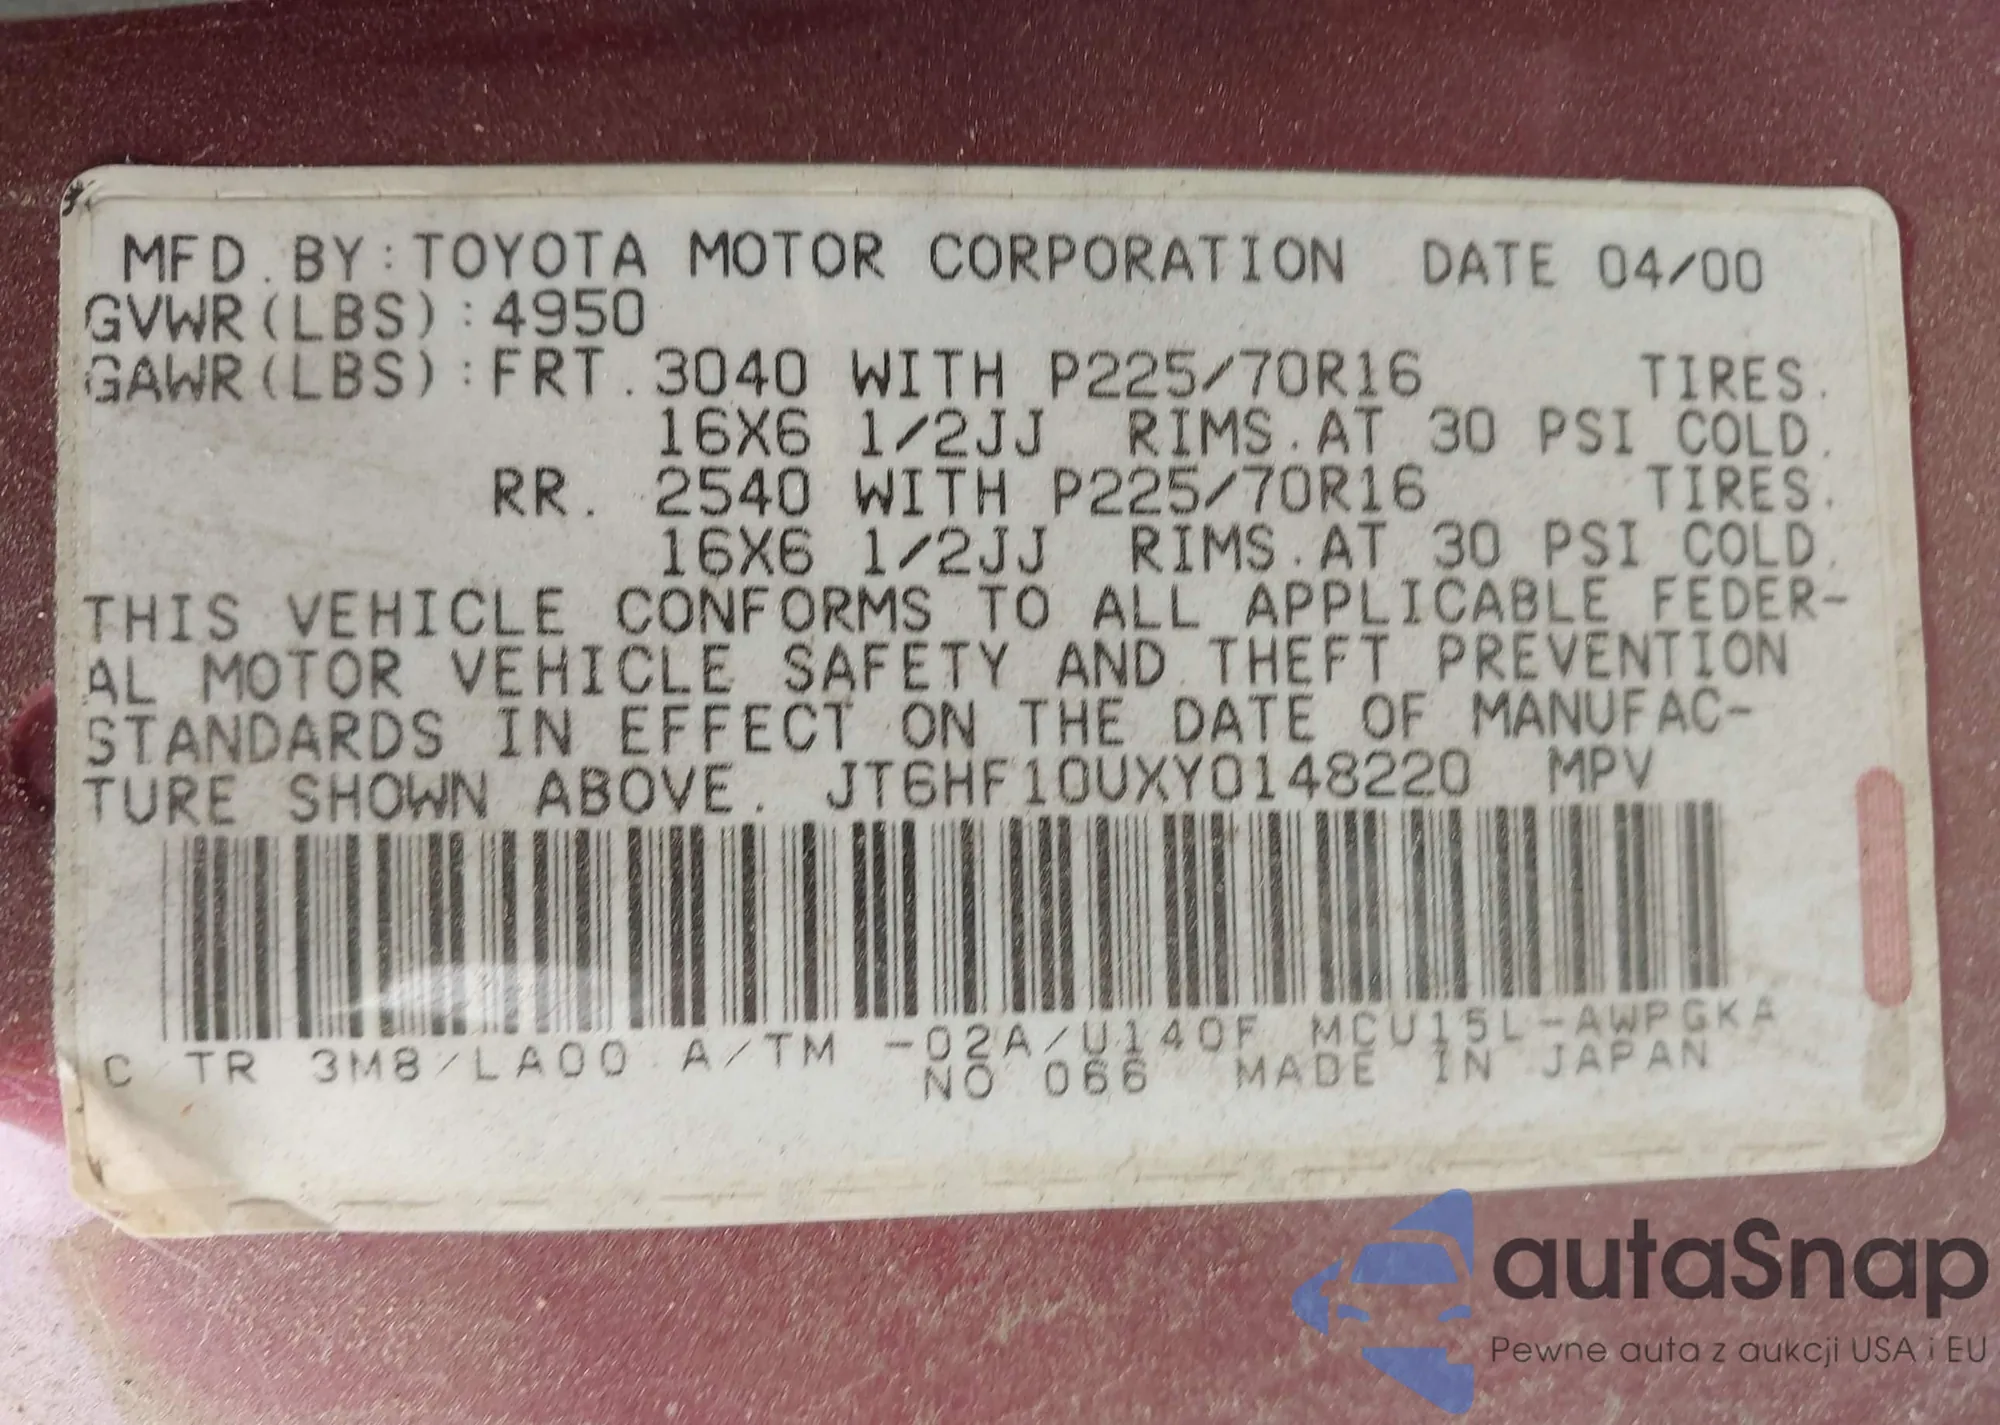 MFD. BY: TOYOTA MOTOR CORPORATION DATE 04/00
GVWR(LBS): 4950
GAWR(LBS): FRT. 3040 WITH P225/70R16 TIRES.
16X6 1/2JJ RIMS. AT 30 PSI COLD.
RR. 2540 WITH P225/70R16 TIRES.
16X6 1/2JJ RIMS. AT 30 PSI COLD.
THIS VEHICLE CONFORMS TO ALL APPLICABLE FEDER-
AL MOTOR VEHICLE SAFETY AND THEFT PREVENTION
STANDARDS IN EFFECT ON THE DATE OF MANUFAC-
TURE SHOWN ABOVE. JT6HF10UXY0148220 MPV
C/TR 3M8/LA00 A/TM -02A/U140F MCU15L-AWPGKA
NO 066 MADE IN JAPAN
autaSnap
Pewne auta z aukcji USA i EU